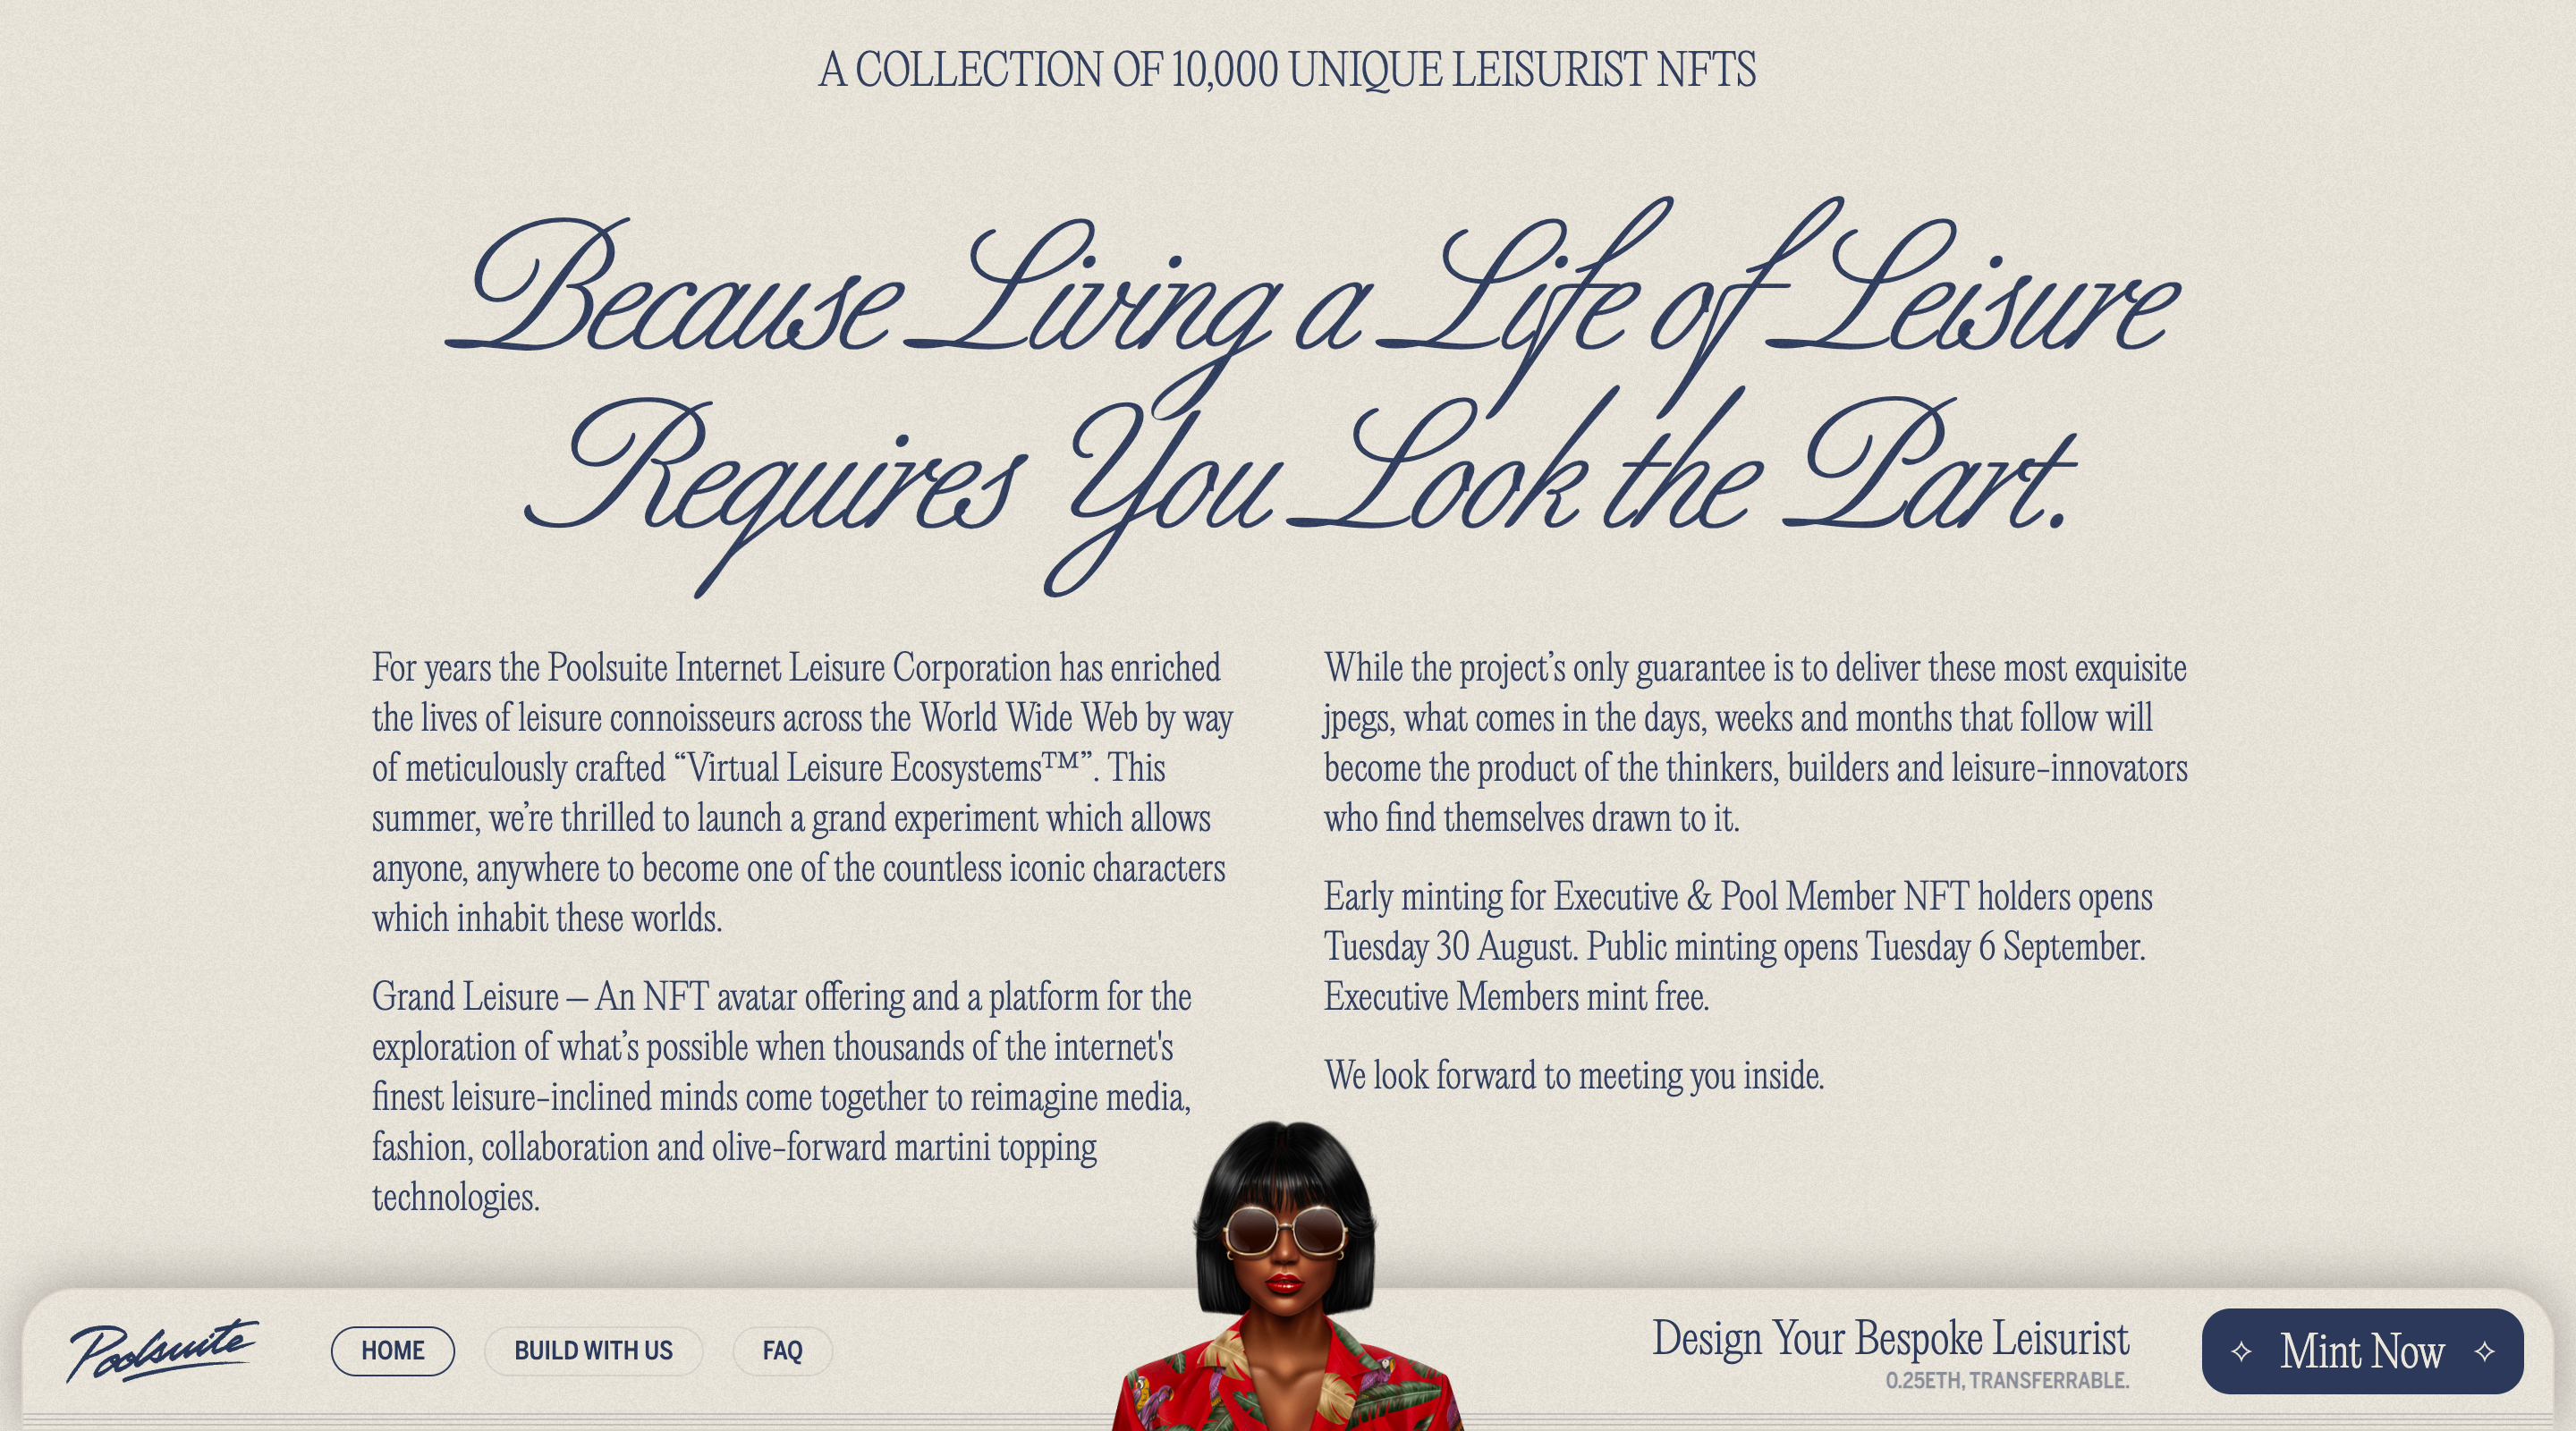 A COLLECTION OF 10,000 UNIQUE LEISURIST NFTS
Because Living a Life of Leisure
Requires You Look the Part.
For years the Poolsuite Internet Leisure Corporation has enriched
the lives of leisure connoisseurs across the World Wide Web by way
of meticulously crafted “Virtual Leisure Ecosystems™”. This
summer, we’re thrilled to launch a grand experiment which allows
anyone, anywhere to become one of the countless iconic characters
which inhabit these worlds.
Grand Leisure – An NFT avatar offering and a platform for the
exploration of what’s possible when thousands of the internet's
finest leisure-inclined minds come together to reimagine media,
fashion, collaboration and olive-forward martini topping
technologies.
While the project’s only guarantee is to deliver these most exquisite
jpegs, what comes in the days, weeks and months that follow will
become the product of the thinkers, builders and leisure-innovators
who find themselves drawn to it.
Early minting for Executive & Pool Member NFT holders opens
Tuesday 30 August. Public minting opens Tuesday 6 September.
Executive Members mint free.
We look forward to meeting you inside.
Poolsuite
HOME
BUILD WITH US
FAQ
Design Your Bespoke Leisurist
0.25ETH, TRANSFERRABLE.
Mint Now